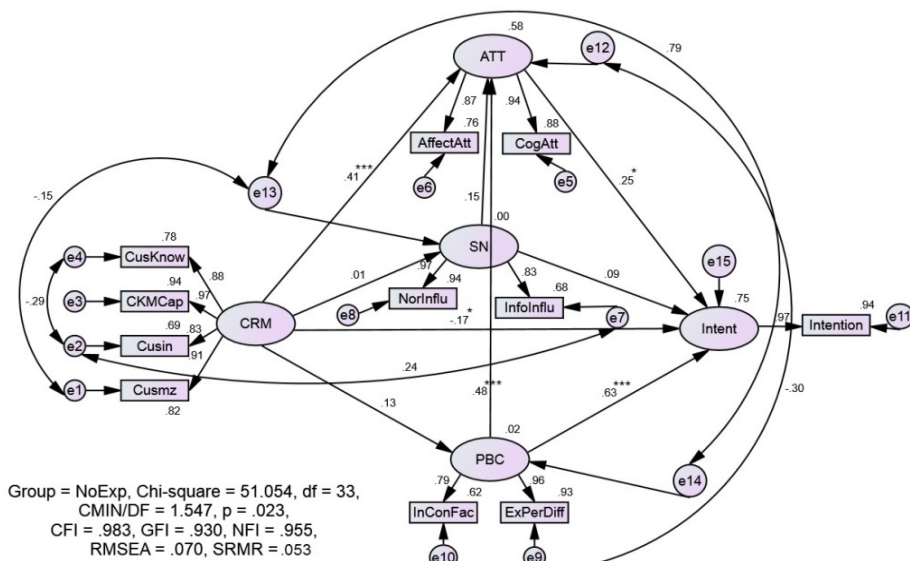 .58
ATT
e12
.79
.87
.76
.94
.88
AffectAtt
CogAtt
e6
e5
.41***
.15
.25*
-.15
e13
.00
SN
e15
.78
e4
CusKnow
.88
.01
.97
.94
.83
.09
-.29
.94
e3
CKMCap
.97
NorInflu
.68
InfoInflu
.75
CRM
e8
e7
-.17*
Intent
.97
.94
Intention
e11
.69
.83
e2
Cusin
.91
.24
e1
Cusmz
.82
.13
.48***
.63***
-.30
.02
PBC
e14
.79
.62
.96
.93
InConFac
ExPerDiff
e10
e9
Group = NoExp, Chi-square = 51.054, df = 33,
CMIN/DF = 1.547, p = .023,
CFI = .983, GFI = .930, NFI = .955,
RMSEA = .070, SRMR = .053